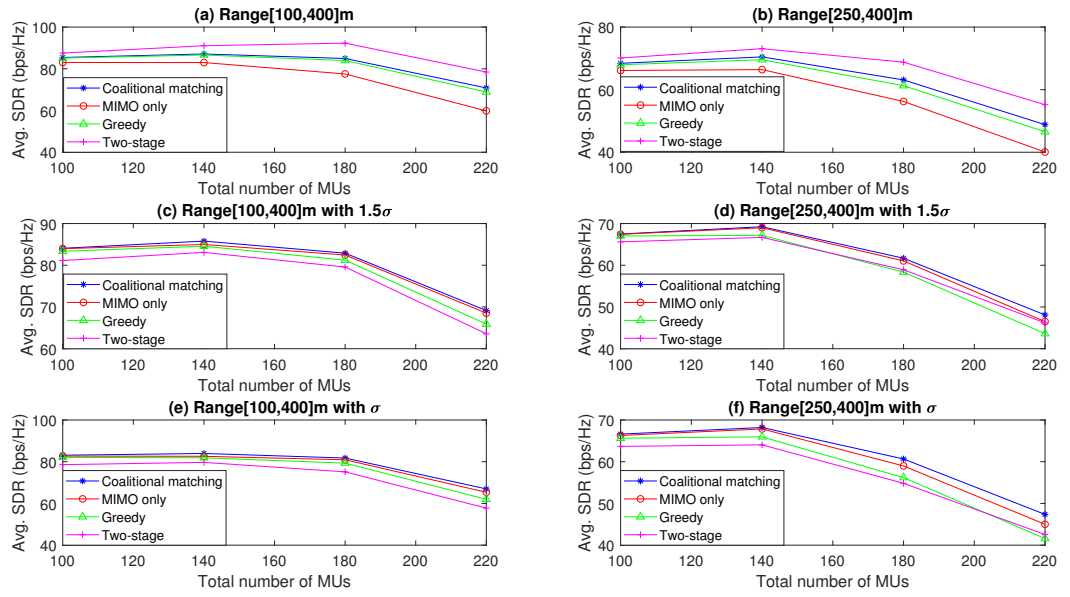 (a) Range[100,400]m
Avg. SDR (bps/Hz)
100
80
60
40
Coalitional matching
MIMO only
Greedy
Two-stage
100 120 140 160 180 200 220
Total number of MUs
(b) Range[250,400]m
Avg. SDR (bps/Hz)
80
60
40
Coalitional matching
MIMO only
Greedy
Two-stage
100 120 140 160 180 200 220
Total number of MUs
(c) Range[100,400]m with 1.5σ
Avg. SDR (bps/Hz)
90
80
70
60
Coalitional matching
MIMO only
Greedy
Two-stage
100 120 140 160 180 200 220
Total number of MUs
(d) Range[250,400]m with 1.5σ
Avg. SDR (bps/Hz)
70
60
50
40
Coalitional matching
MIMO only
Greedy
Two-stage
100 120 140 160 180 200 220
Total number of MUs
(e) Range[100,400]m with σ
Avg. SDR (bps/Hz)
100
80
60
40
Coalitional matching
MIMO only
Greedy
Two-stage
100 120 140 160 180 200 220
Total number of MUs
(f) Range[250,400]m with σ
Avg. SDR (bps/Hz)
70
60
50
40
Coalitional matching
MIMO only
Greedy
Two-stage
100 120 140 160 180 200 220
Total number of MUs